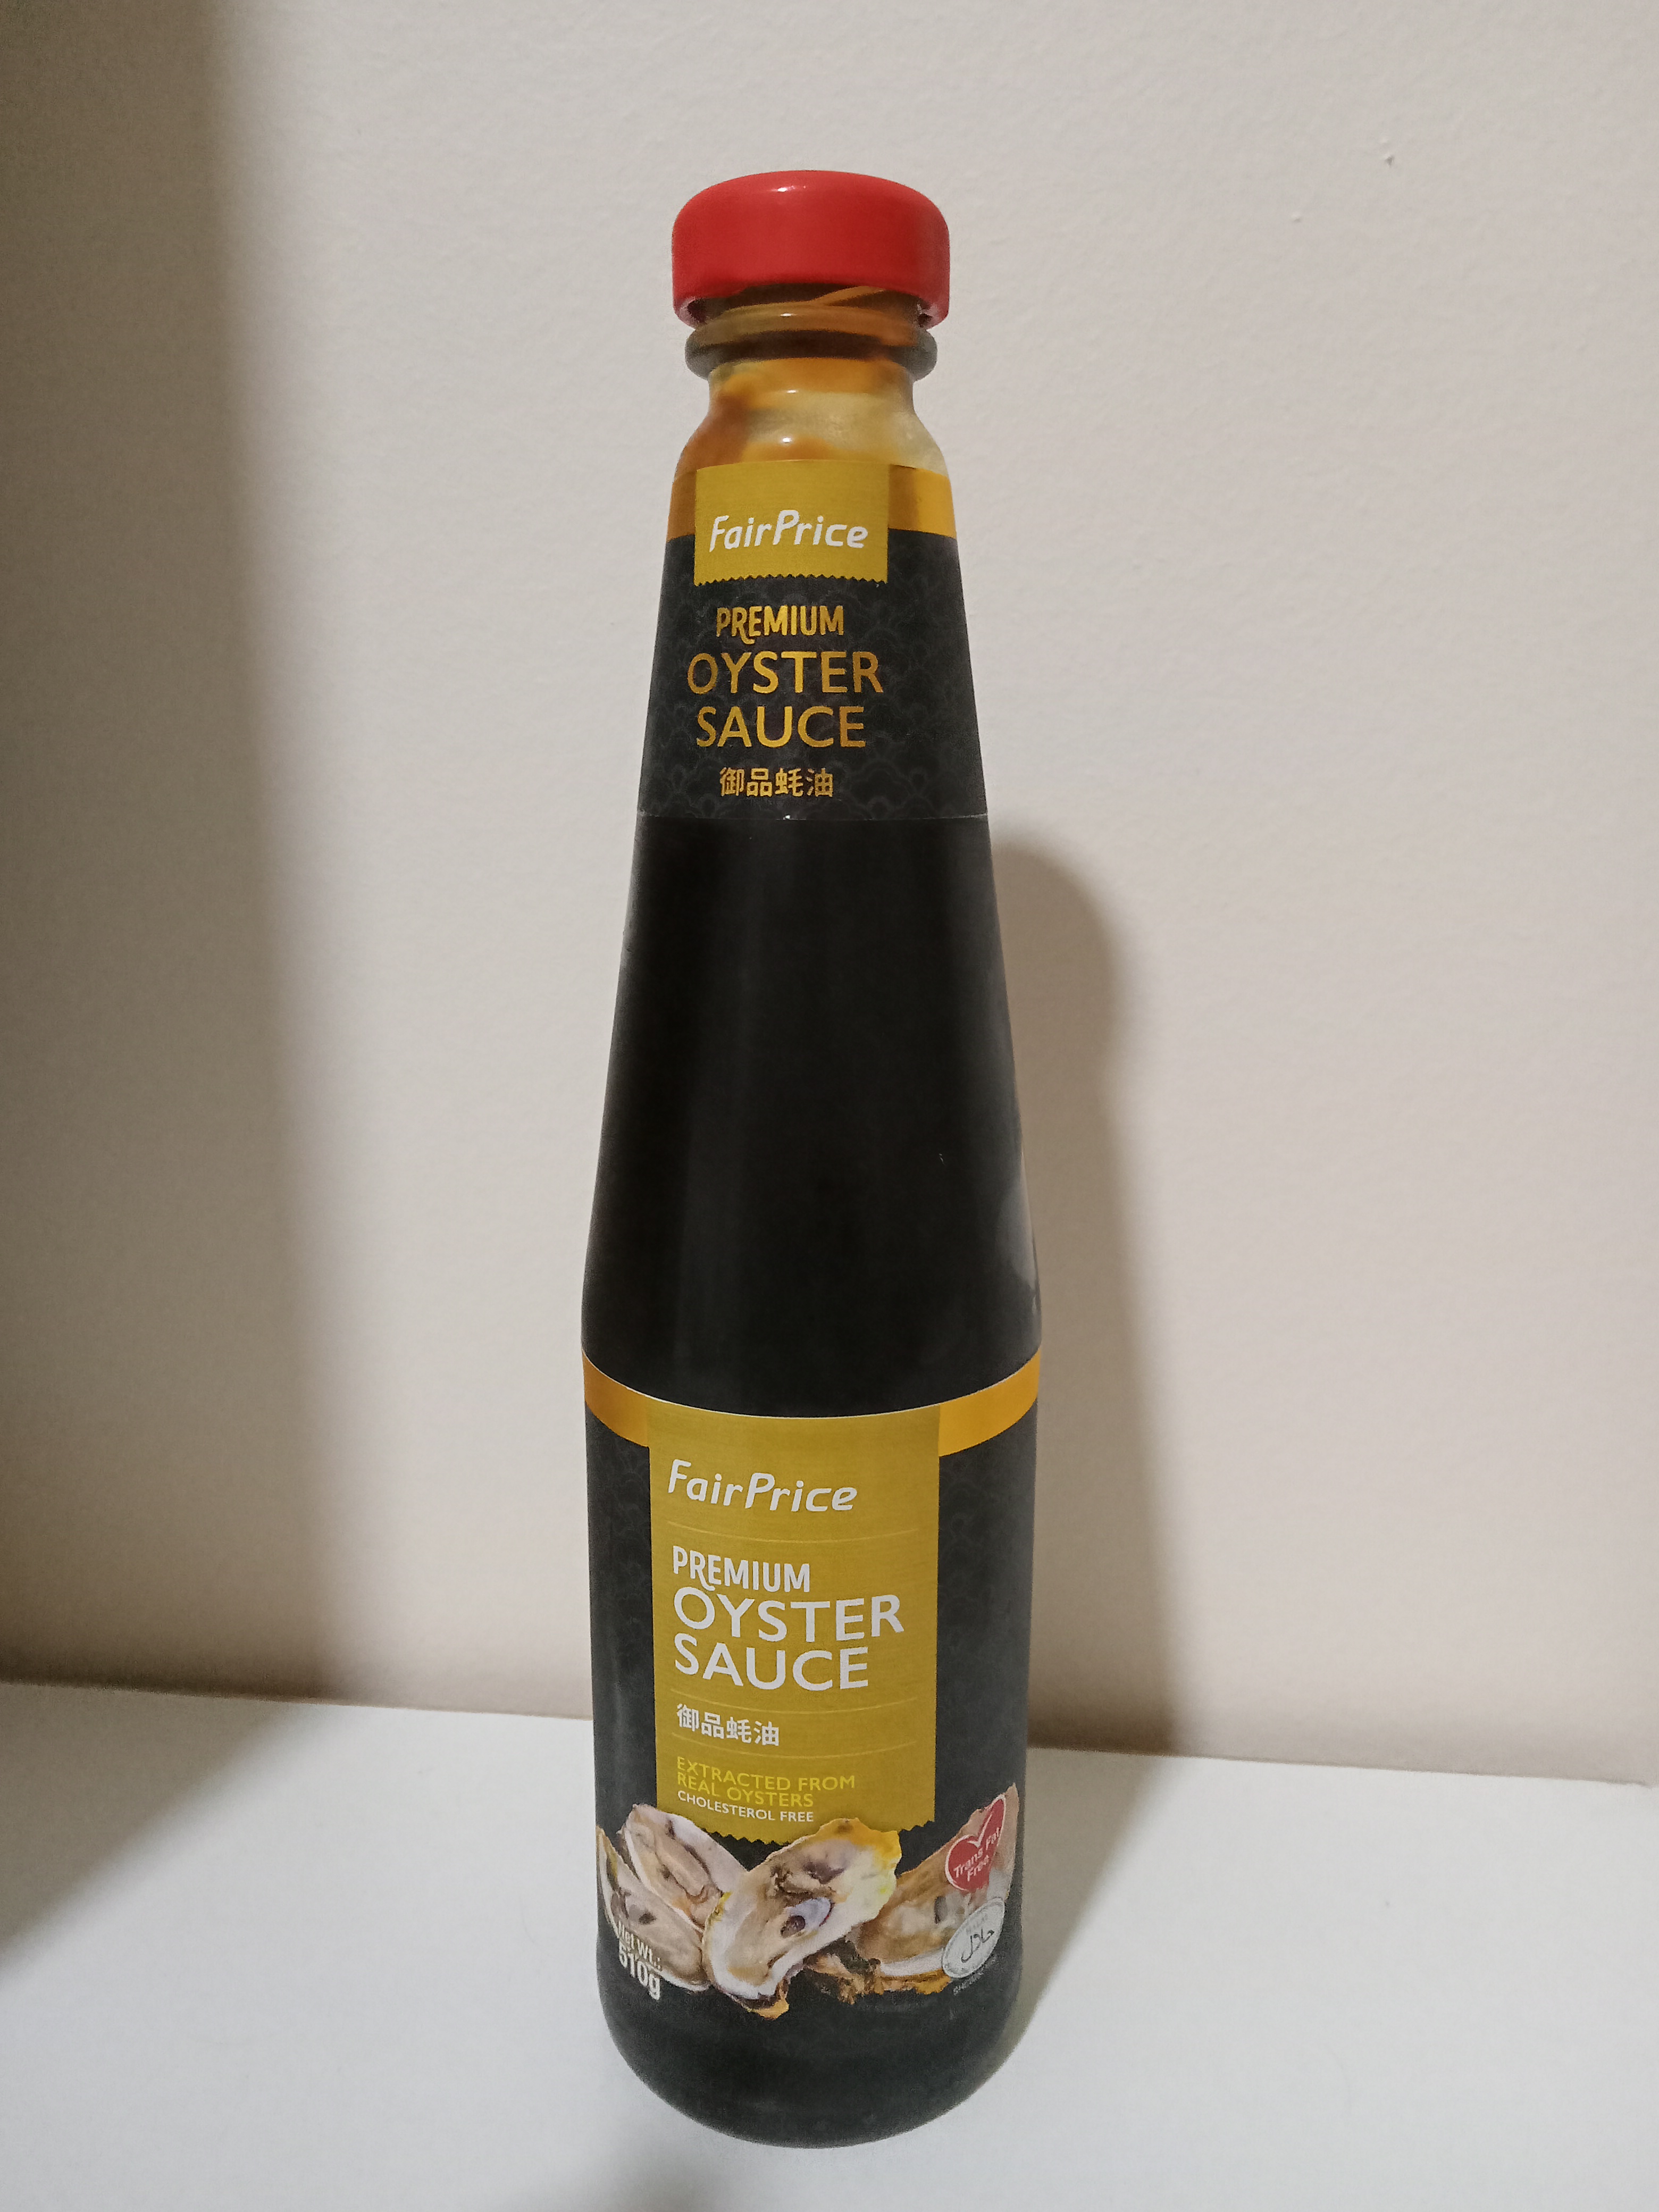 FairPrice
PREMIUM
OYSTER
SAUCE
御品蚝油
FairPrice
PREMIUM
OYSTER
SAUCE
御品蚝油
EXTRACTED FROM
REAL OYSTERS
CHOLESTEROL FREE
Trans Fat
Free
Net Wt.:
510g